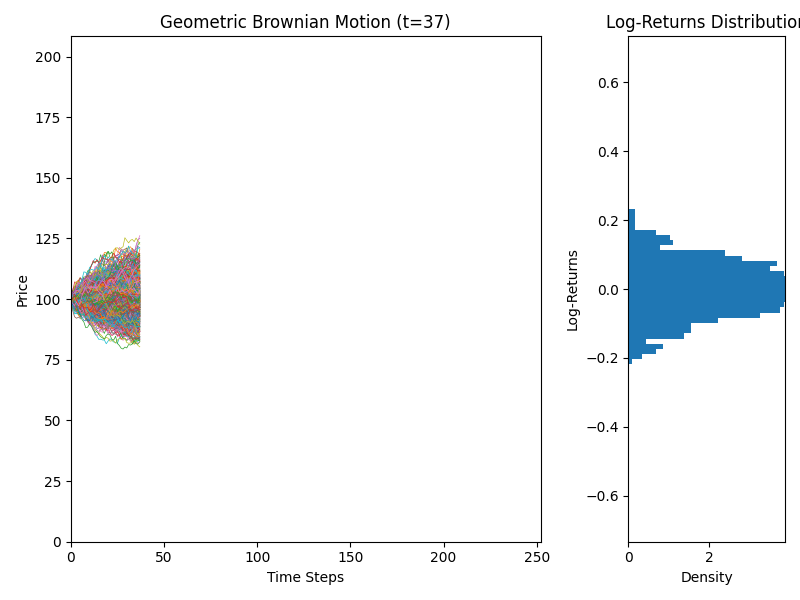 Geometric Brownian Motion (t=37)
Price
200
175
150
125
100
75
50
25
0
0 50 100 150 200 250
Time Steps
Log-Returns Distribution
Log-Returns
0.6
0.4
0.2
0.0
−0.2
−0.4
−0.6
0 2
Density